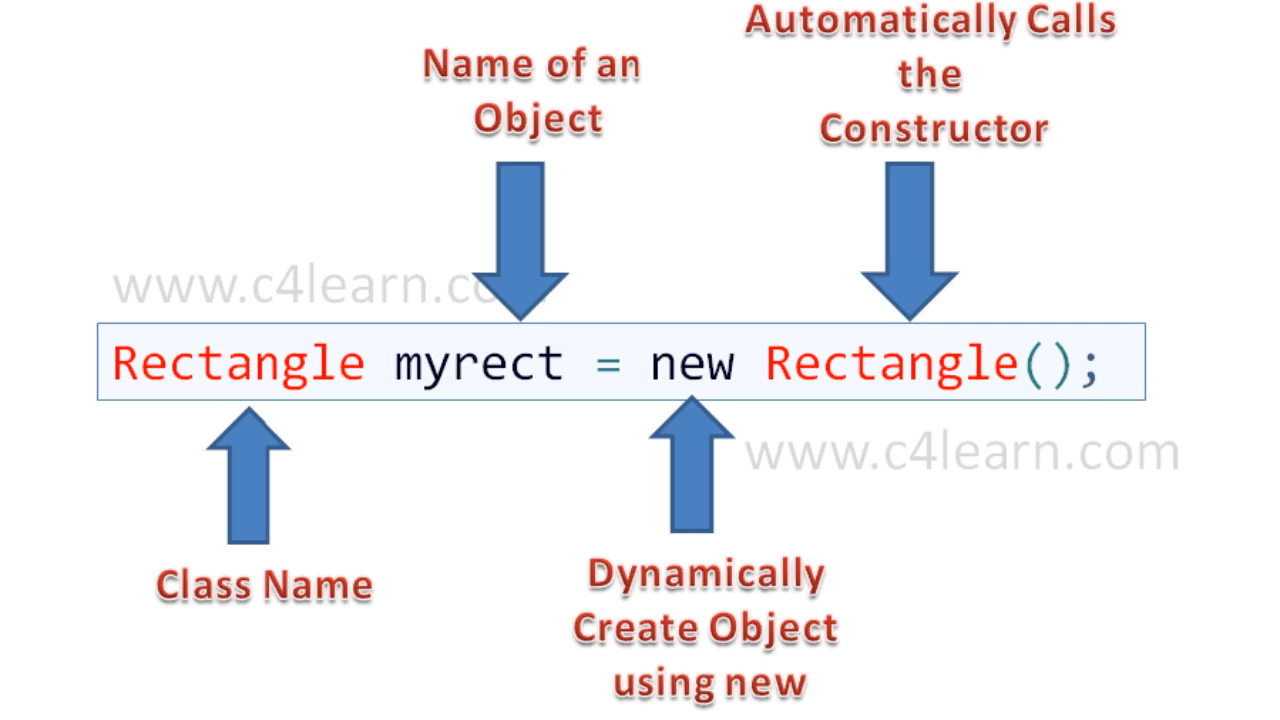 Automatically Calls
the
Constructor
Name of an
Object
www.c4learn.co
Rectangle myrect = new Rectangle();
www.c4learn.com
Class Name
Dynamically
Create Object
using new